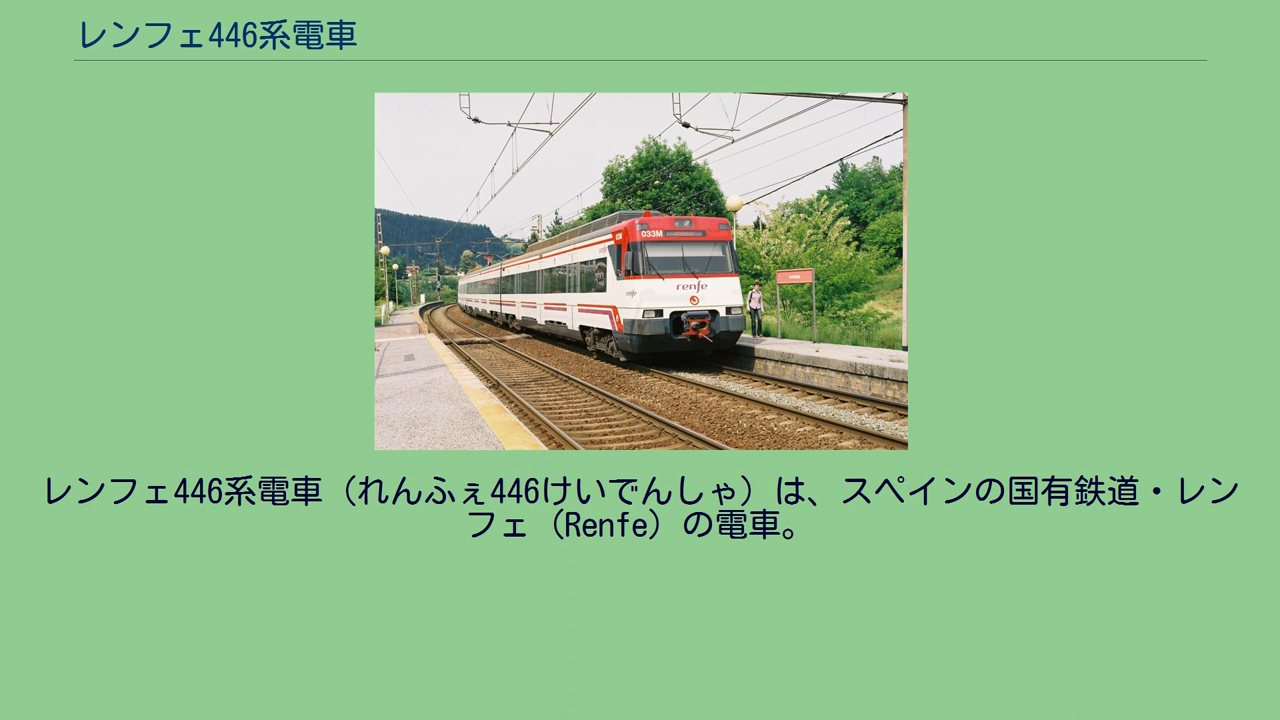 レンフェ446系電車
033M
renfe
レンフェ446系電車（れんふぇ446けいでんしゃ）は、スペインの国有鉄道・レン
フェ（Renfe）の電車。